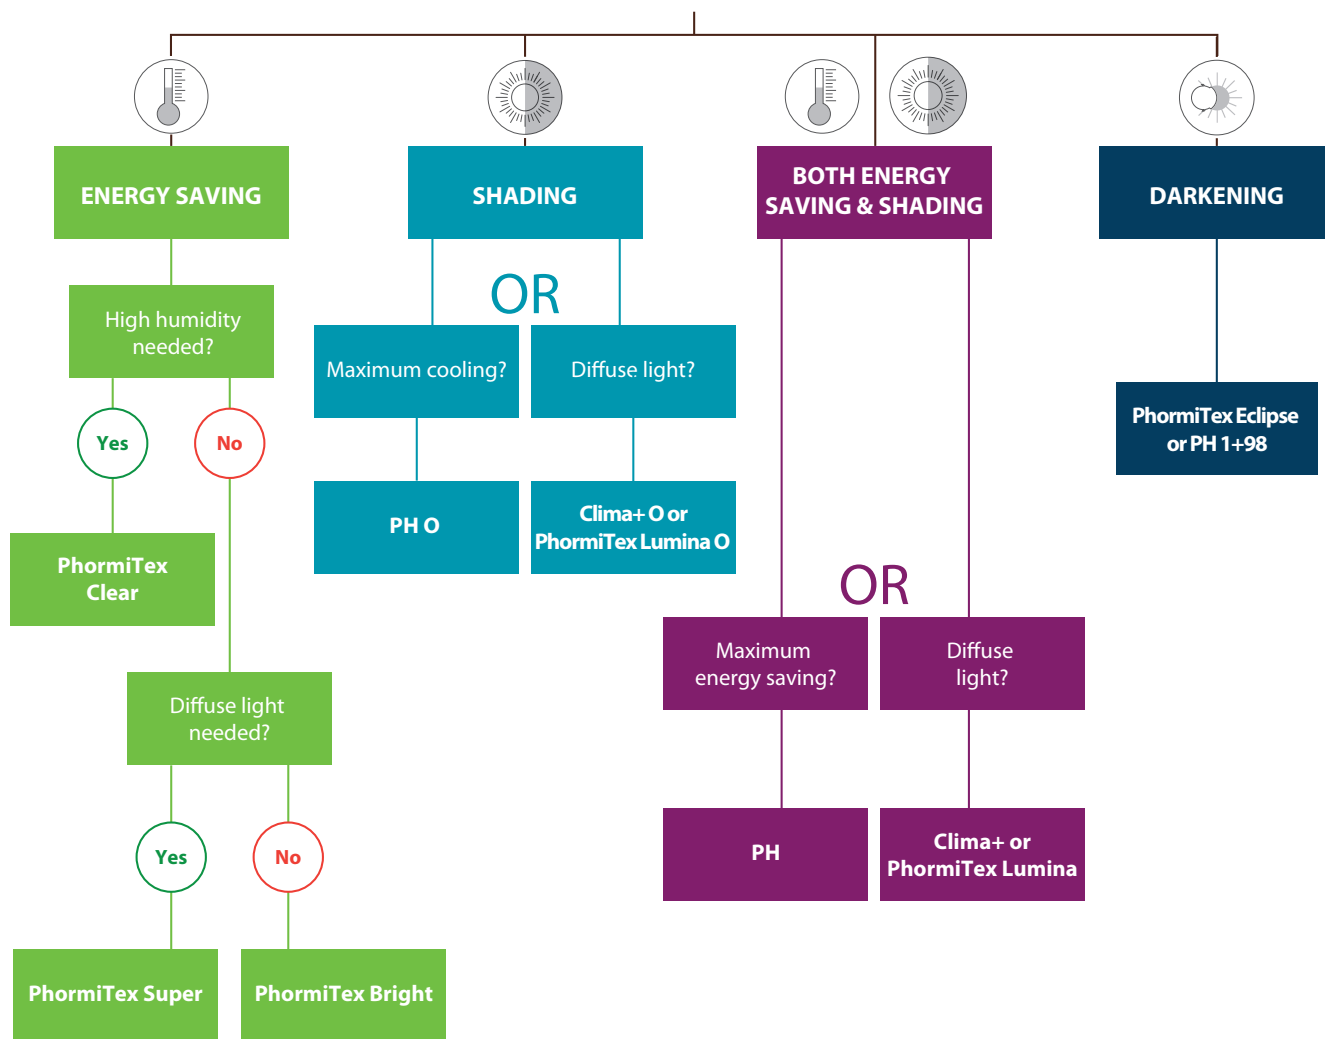 ENERGY SAVING
High humidity
needed?
Yes
No
PhormiTex
Clear
Diffuse light
needed?
Yes
No
PhormiTex Super
PhormiTex Bright
SHADING
OR
Maximum cooling?
Diffuse light?
PH O
Clima+ O or
PhormiTex Lumina O
BOTH ENERGY
SAVING & SHADING
OR
Maximum
energy saving?
Diffuse
light?
PH
Clima+ or
PhormiTex Lumina
DARKENING
PhormiTex Eclipse
or PH 1+98